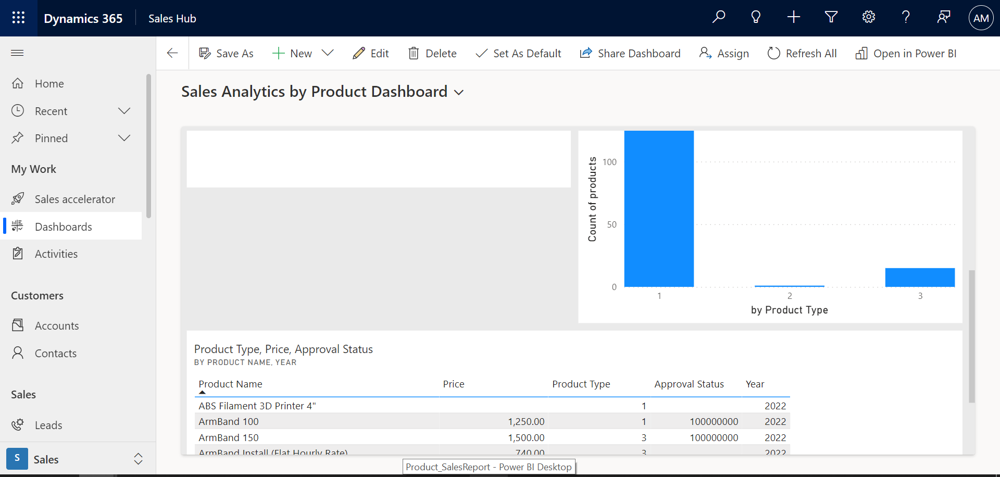 Dynamics 365 Sales Hub AM
Save As New Edit Delete Set As Default Share Dashboard Assign Refresh All Open in Power BI
Home
Recent
Pinned
My Work
Sales accelerator
Dashboards
Activities
Customers
Accounts
Contacts
Sales
Leads
S Sales
Sales Analytics by Product Dashboard
Count of products
100
50
0
1 2 3
by Product Type
Product Type, Price, Approval Status
BY PRODUCT NAME, YEAR
Product Name Price Product Type Approval Status Year
ABS Filament 3D Printer 4" 1 2022
ArmBand 100 1,250.00 1 100000000 2022
ArmBand 150 1,500.00 3 100000000 2022
ArmBand Install (Flat Hourly Rate) 740.00 3 2022
Product_SalesReport - Power BI Desktop